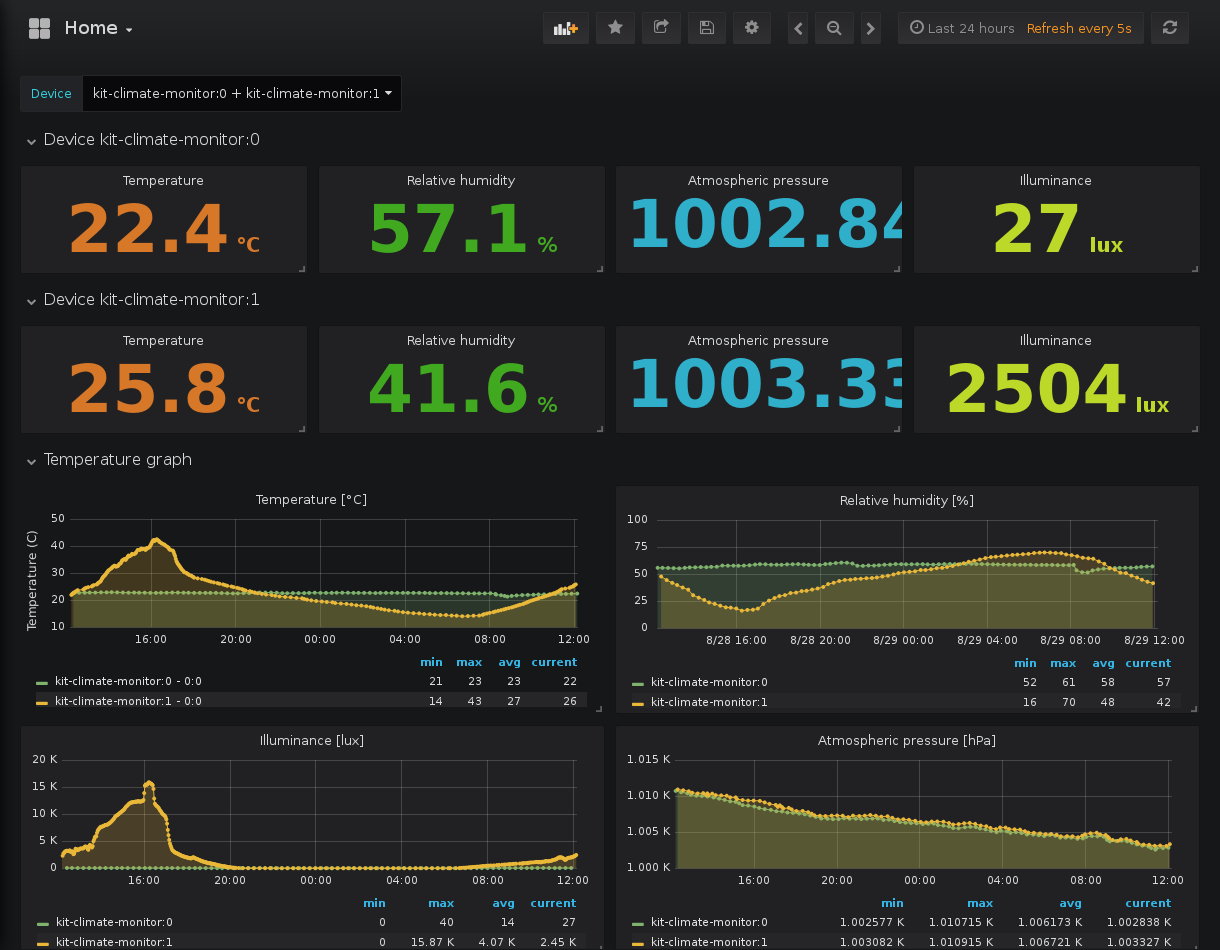 Home
Last 24 hours Refresh every 5s
Device kit-climate-monitor:0 + kit-climate-monitor:1
Device kit-climate-monitor:0
Temperature Relative humidity Atmospheric pressure Illuminance
22.4 °C 57.1 % 1002.84 27 lux
Device kit-climate-monitor:1
Temperature Relative humidity Atmospheric pressure Illuminance
25.8 °C 41.6 % 1003.33 2504 lux
Temperature graph
Temperature [°C]
Temperature (C)
50
40
30
20
10
16:00 20:00 00:00 04:00 08:00 12:00
min max avg current
kit-climate-monitor:0 - 0:0 21 23 23 22
kit-climate-monitor:1 - 0:0 14 43 27 26
Relative humidity [%]
100
75
50
25
0
8/28 16:00 8/28 20:00 8/29 00:00 8/29 04:00 8/29 08:00 8/29 12:00
min max avg current
kit-climate-monitor:0 52 61 58 57
kit-climate-monitor:1 16 70 48 42
Illuminance [lux]
20 K
15 K
10 K
5 K
0
16:00 20:00 00:00 04:00 08:00 12:00
min max avg current
kit-climate-monitor:0 0 40 14 27
kit-climate-monitor:1 0 15.87 K 4.07 K 2.45 K
Atmospheric pressure [hPa]
1.015 K
1.010 K
1.005 K
1.000 K
16:00 20:00 00:00 04:00 08:00 12:00
min max avg current
kit-climate-monitor:0 1.002577 K 1.010715 K 1.006173 K 1.002838 K
kit-climate-monitor:1 1.003082 K 1.010915 K 1.006721 K 1.003327 K